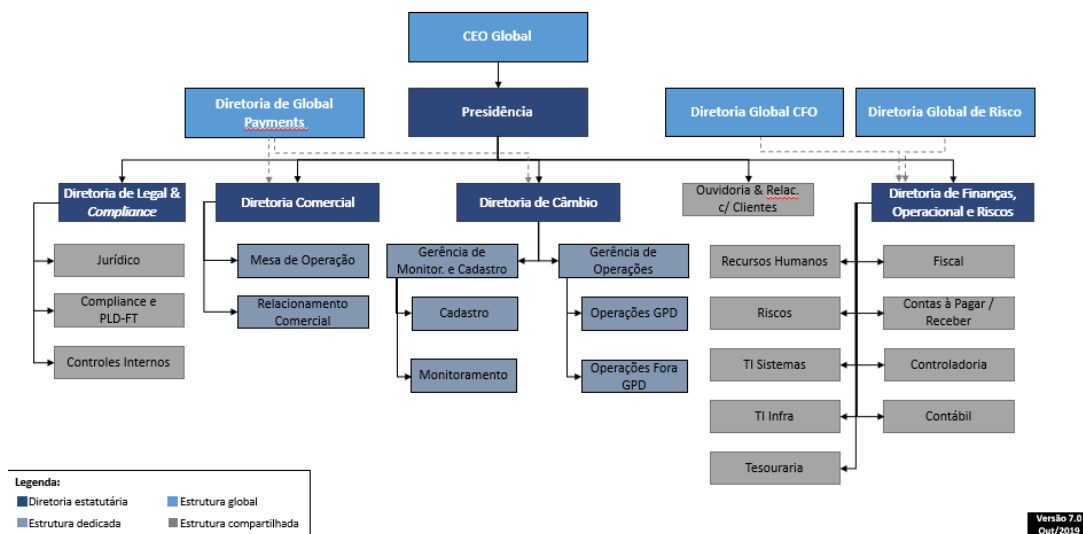 CEO Global
Diretoria de Global
Payments
Presidência
Diretoria Global CFO
Diretoria Global de Risco
Diretoria de Legal &
Compliance
Diretoria Comercial
Diretoria de Câmbio
Ouvidoria & Relac.
c/ Clientes
Diretoria de Finanças,
Operacional e Riscos
Jurídico
Compliance e
PLD-FT
Controles Internos
Mesa de Operação
Relacionamento
Comercial
Gerência de
Monitor. e Cadastro
Cadastro
Monitoramento
Gerência de
Operações
Operações GPD
Operações Fora
GPD
Recursos Humanos
Riscos
TI Sistemas
TI Infra
Tesouraria
Fiscal
Contas à Pagar /
Receber
Controladoria
Contábil
Legenda:
Diretoria estatutária
Estrutura global
Estrutura dedicada
Estrutura compartilhada
Versão 7.0
Out/2019